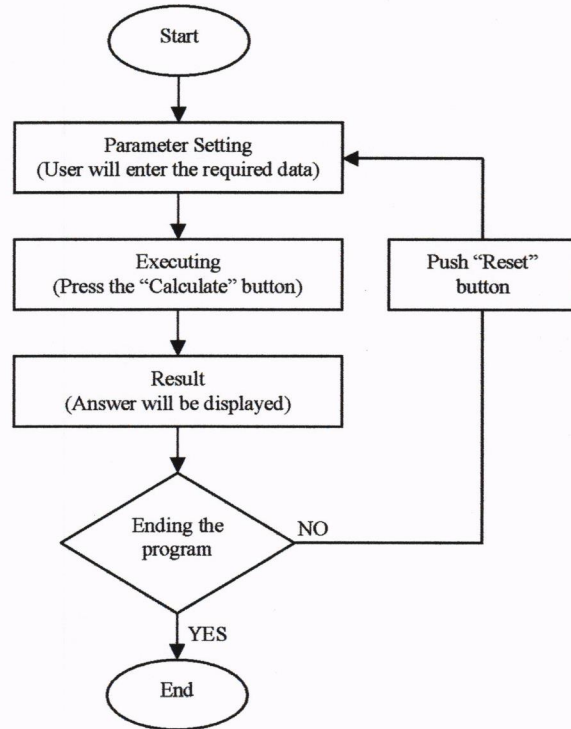 Start
Parameter Setting
(User will enter the required data)
Executing
(Press the “Calculate” button)
Push “Reset”
button
Result
(Answer will be displayed)
Ending the
program
NO
YES
End